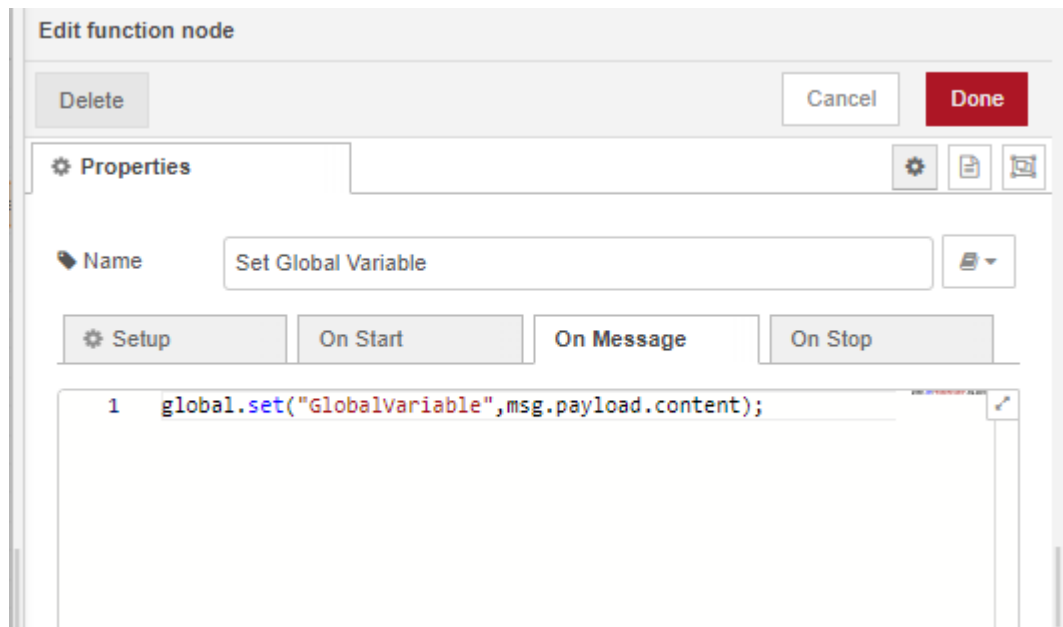 Edit function node
Delete
Cancel
Done
Properties
Name
Set Global Variable
Setup
On Start
On Message
On Stop
1 global.set("GlobalVariable",msg.payload.content);